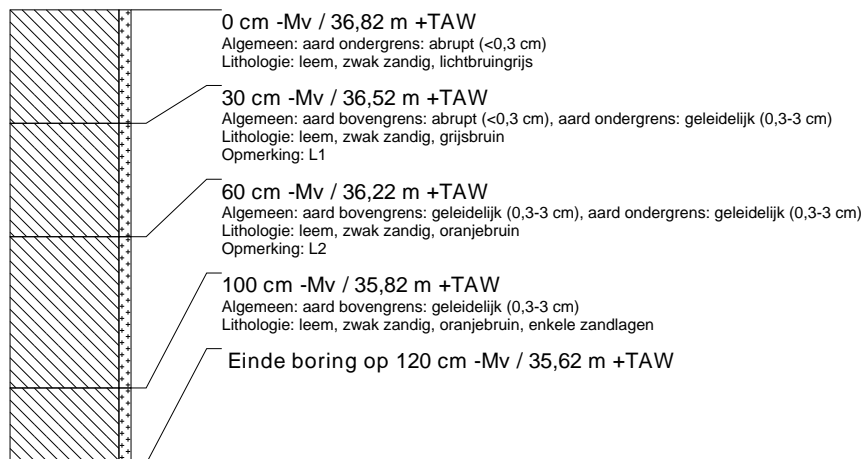 0 cm -Mv / 36,82 m +TAW
Algemeen: aard ondergrens: abrupt (<0,3 cm)
Lithologie: leem, zwak zandig, lichtbruingrijs
30 cm -Mv / 36,52 m +TAW
Algemeen: aard bovengrens: abrupt (<0,3 cm), aard ondergrens: geleidelijk (0,3-3 cm)
Lithologie: leem, zwak zandig, grijsbruin
Opmerking: L1
60 cm -Mv / 36,22 m +TAW
Algemeen: aard bovengrens: geleidelijk (0,3-3 cm), aard ondergrens: geleidelijk (0,3-3 cm)
Lithologie: leem, zwak zandig, oranjebruin
Opmerking: L2
100 cm -Mv / 35,82 m +TAW
Algemeen: aard bovengrens: geleidelijk (0,3-3 cm)
Lithologie: leem, zwak zandig, oranjebruin, enkele zandlagen
Einde boring op 120 cm -Mv / 35,62 m +TAW